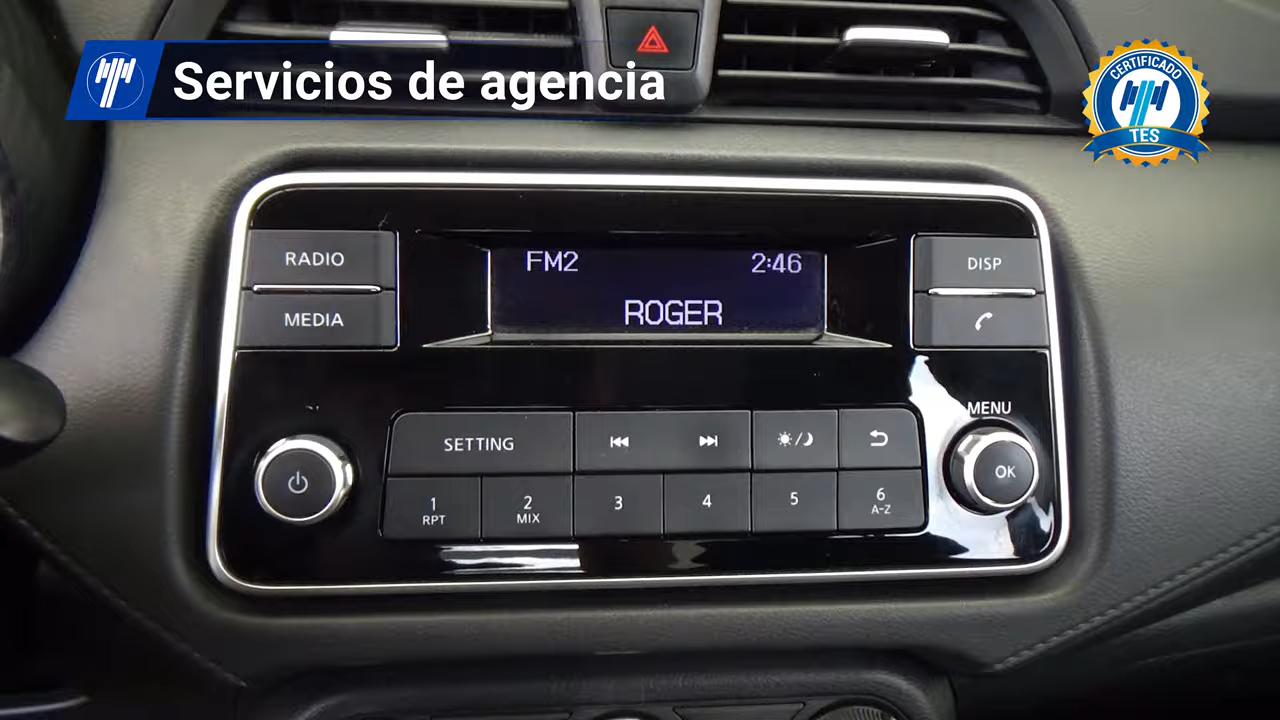 Servicios de agencia
CERTIFICADO
TES
RADIO
FM2
2:46
DISP
MEDIA
ROGER
MENU
SETTING
OK
1
RPT
2
MIX
3
4
5
6
A-Z